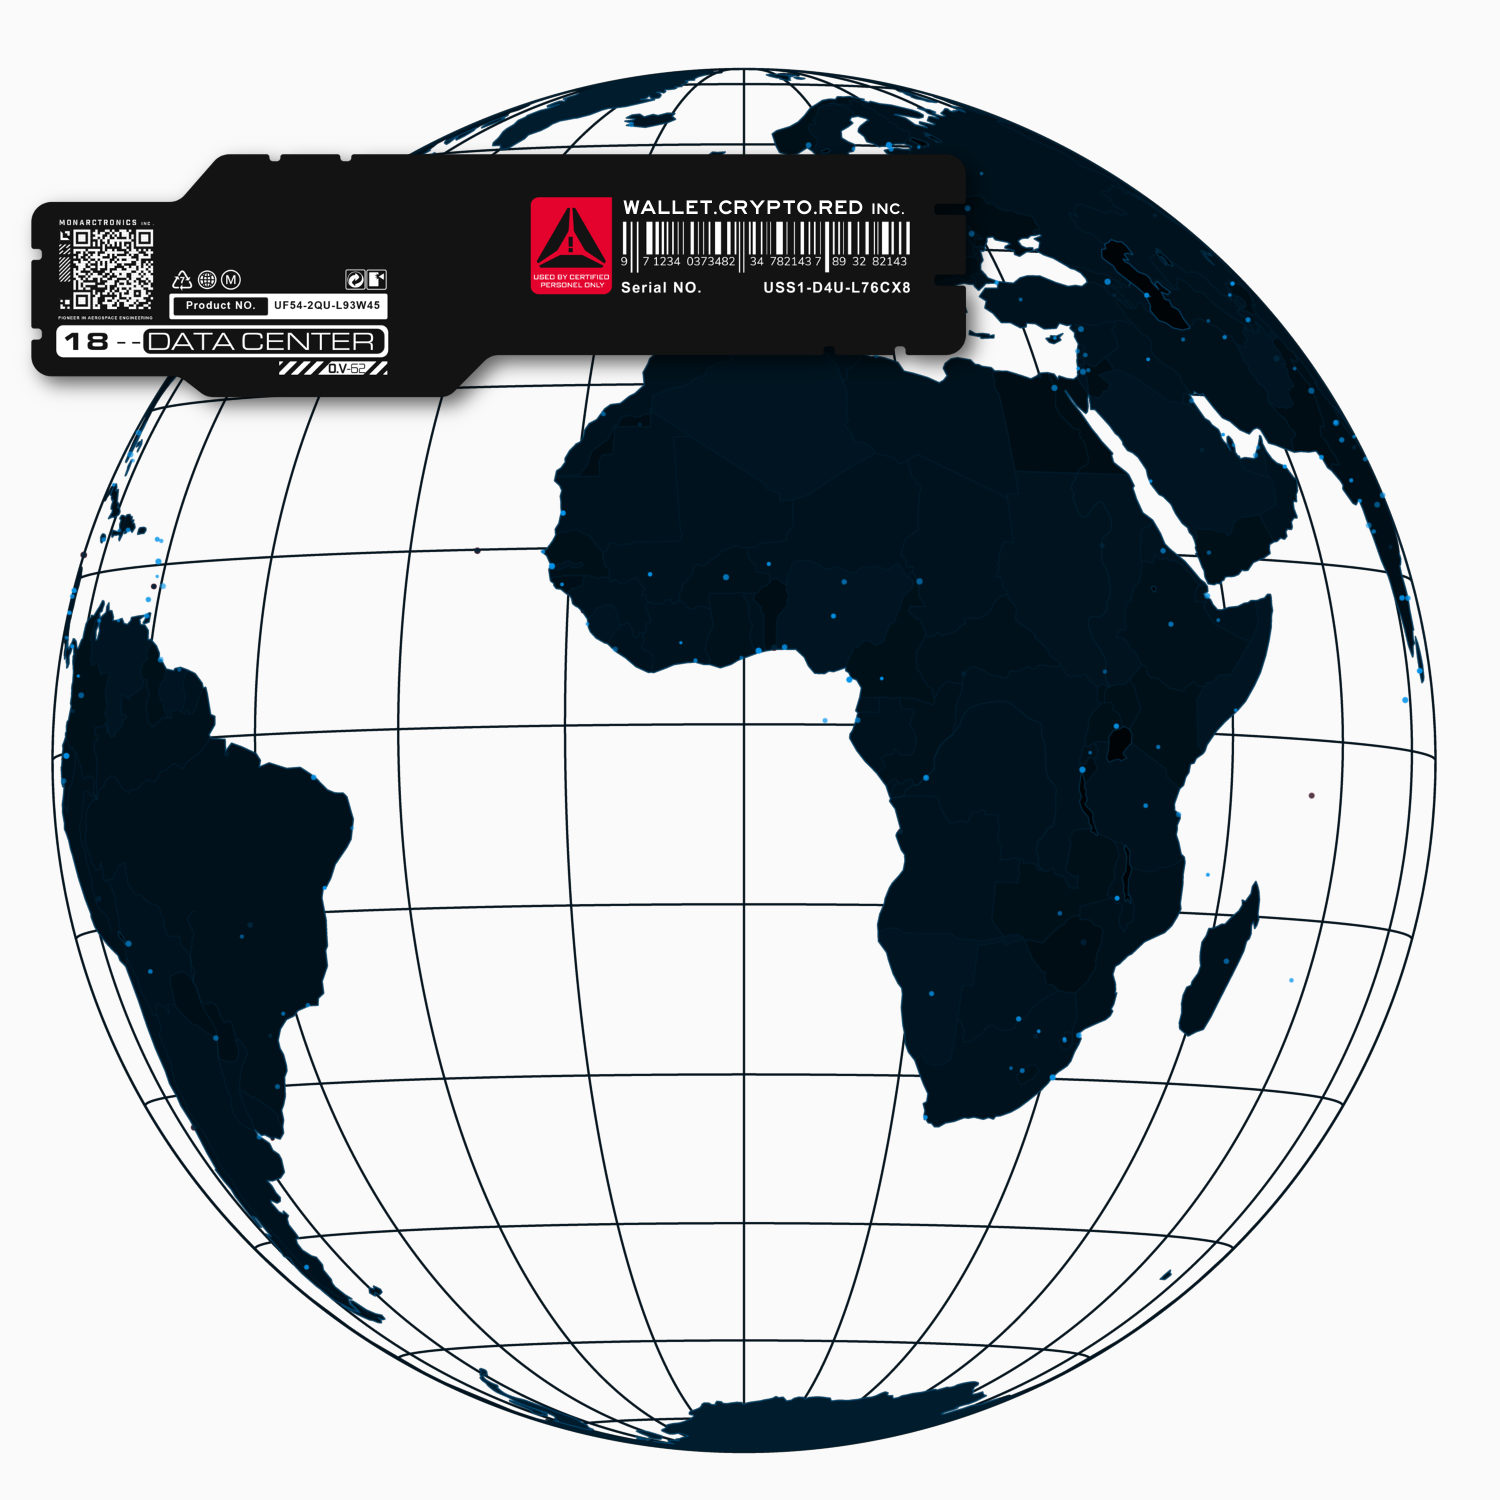 MONARCTRONICS INC
PIONEER IN AEROSPACE ENGINEERING
M
Product NO. UF54-2QU-L93W45
18--DATA CENTER
0.V-62
USED BY CERTIFIED
PERSONEL ONLY
WALLET.CRYPTO.RED INC.
9 7 1234 0373482 34 782143 7 89 32 82143
Serial NO. USS1-D4U-L76CX8